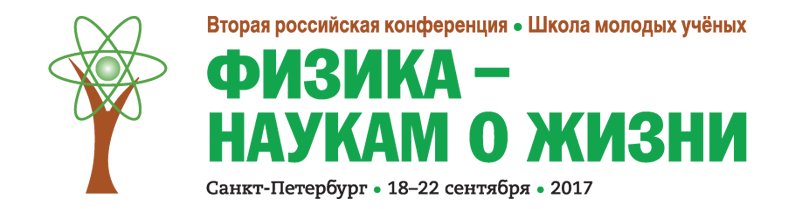 Вторая российская конференция • Школа молодых учёных
ФИЗИКА –
НАУКАМ О ЖИЗНИ
Санкт-Петербург • 18–22 сентября • 2017